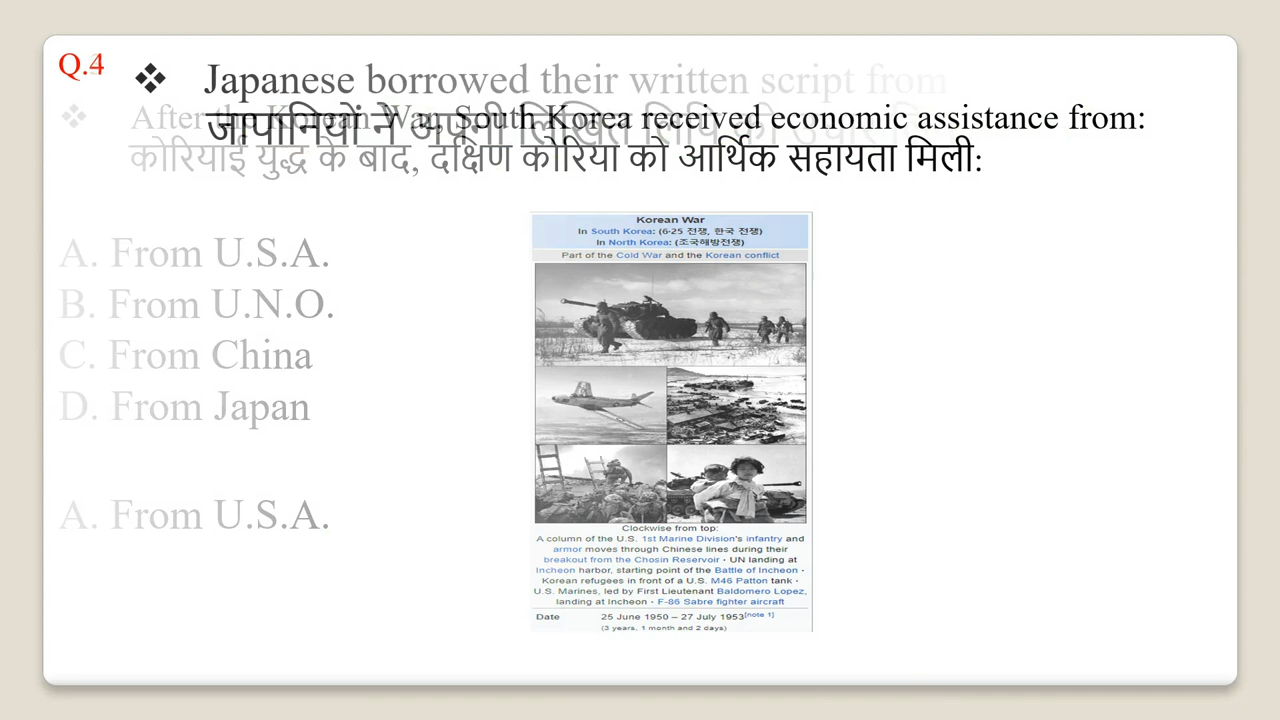 Q.4
❖ Japanese borrowed their written script from
जापानियों ने अपनी लिखित लिपि को उधार
❖ After the Korean War, South Korea received economic assistance from:
कोरियाई युद्ध के बाद, दक्षिण कोरिया को आर्थिक सहायता मिली:
A. From U.S.A.
B. From U.N.O.
C. From China
D. From Japan
A. From U.S.A.
Korean War
In South Korea: (6·25 전쟁, 한국 전쟁)
In North Korea: (조국해방전쟁)
Part of the Cold War and the Korean conflict
Clockwise from top:
A column of the U.S. 1st Marine Division's infantry and
armor moves through Chinese lines during their
breakout from the Chosin Reservoir · UN landing at
Incheon harbor, starting point of the Battle of Incheon ·
Korean refugees in front of a U.S. M46 Patton tank ·
U.S. Marines, led by First Lieutenant Baldomero Lopez,
landing at Incheon · F-86 Sabre fighter aircraft
Date 25 June 1950 – 27 July 1953[note 1]
(3 years, 1 month and 2 days)